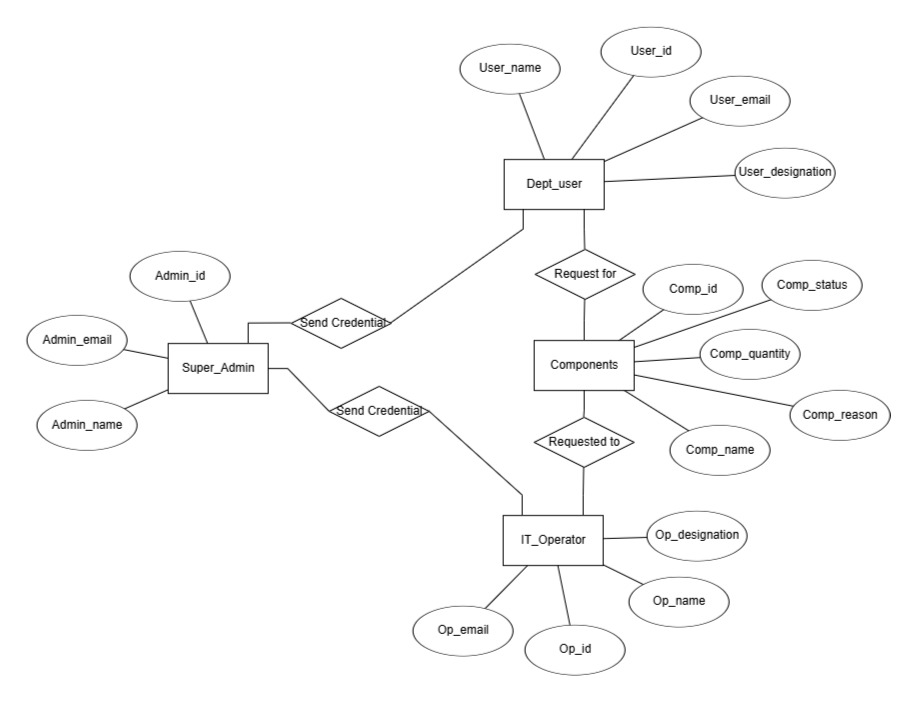 User_name
User_id
User_email
User_designation
Dept_user
Admin_id
Request for
Comp_id
Comp_status
Admin_email
Send Credential
Super_Admin
Components
Comp_quantity
Admin_name
Send Credential
Comp_reason
Requested to
Comp_name
IT_Operator
Op_designation
Op_name
Op_email
Op_id